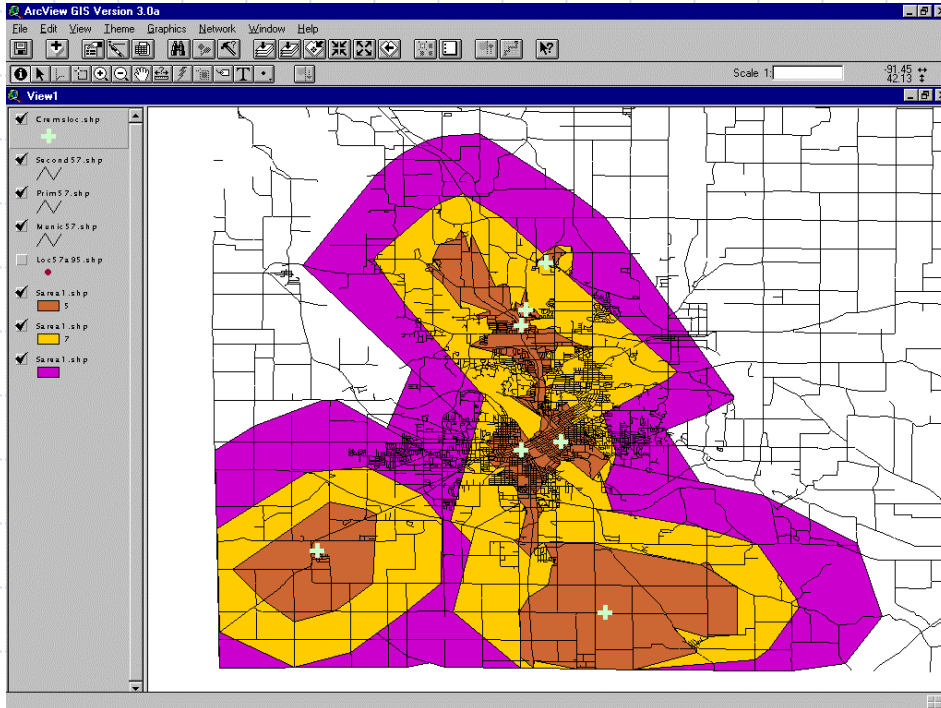 ArcView GIS Version 3.0a
File Edit View Theme Graphics Network Window Help
Scale 1:
-91.45
42.13
View1
Cremsloc.shp
Second57.shp
Prim57.shp
Munic57.shp
Loc57a95.shp
Sarea1.shp
5
Sarea1.shp
7
Sarea1.shp